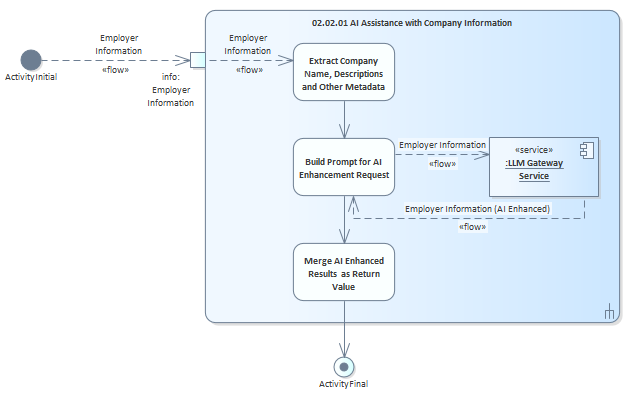 02.02.01 AI Assistance with Company Information
Employer
Information
«flow»
ActivityInitial
info:
Employer
Information
Employer
Information
«flow»
Extract Company
Name, Descriptions
and Other Metadata
Build Prompt for AI
Enhancement Request
Employer Information
«flow»
«service»
:LLM Gateway
Service
Employer Information (AI Enhanced)
«flow»
Merge AI Enhanced
Results as Return
Value
ActivityFinal